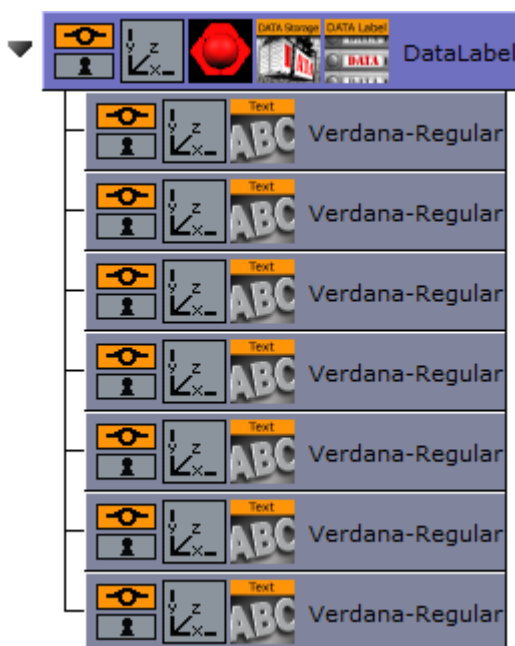 DATA Storage DATA Label DataLabel
DATA DATA
y z x
Text
ABC Verdana-Regular
y z x
Text
ABC Verdana-Regular
y z x
Text
ABC Verdana-Regular
y z x
Text
ABC Verdana-Regular
y z x
Text
ABC Verdana-Regular
y z x
Text
ABC Verdana-Regular
y z x
Text
ABC Verdana-Regular
y z x